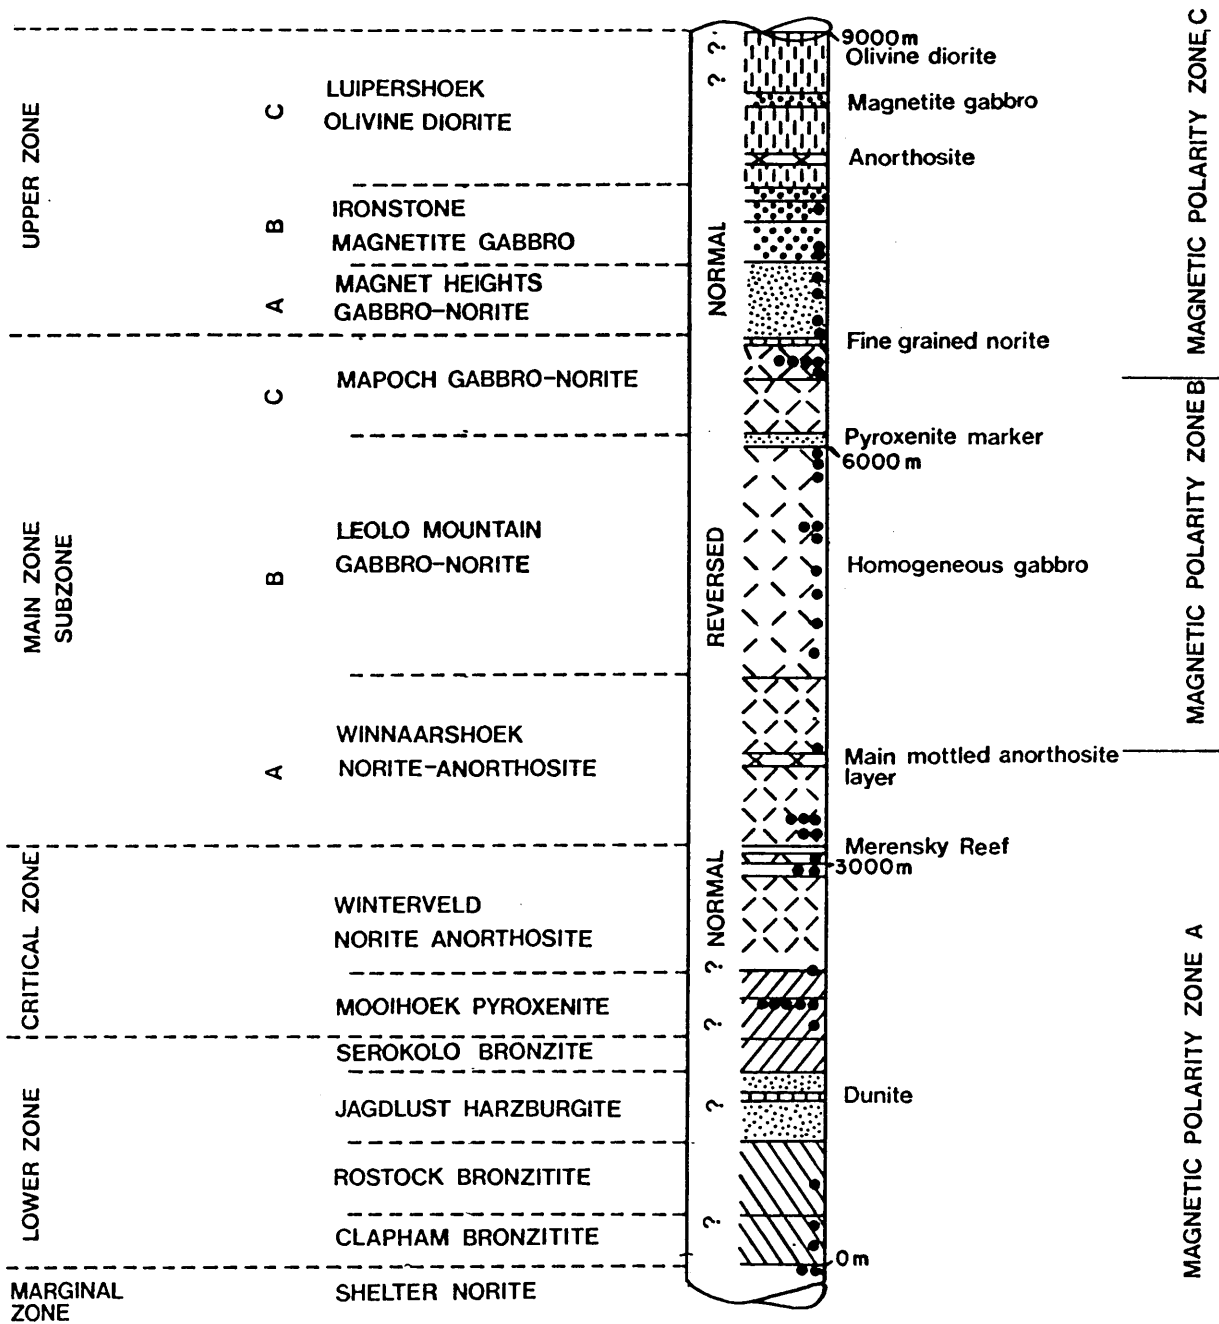 UPPER ZONE
C
LUIPERSHOEK
OLIVINE DIORITE
B
IRONSTONE
MAGNETITE GABBRO
A
MAGNET HEIGHTS
GABBRO-NORITE
MAIN ZONE
SUBZONE
C
MAPOCH GABBRO-NORITE
B
LEOLO MOUNTAIN
GABBRO-NORITE
A
WINNAARSHOEK
NORITE-ANORTHOSITE
CRITICAL ZONE
WINTERVELD
NORITE ANORTHOSITE
MOOIHOEK PYROXENITE
LOWER ZONE
SEROKOLO BRONZITE
JAGDLUST HARZBURGITE
ROSTOCK BRONZITITE
CLAPHAM BRONZITITE
MARGINAL
ZONE
SHELTER NORITE
?
?
NORMAL
REVERSED
? NORMAL
?
?
?
9000m
Olivine diorite
Magnetite gabbro
Anorthosite
Fine grained norite
Pyroxenite marker
6000m
Homogeneous gabbro
Main mottled anorthosite
layer
Merensky Reef
3000m
Dunite
0m
MAGNETIC POLARITY ZONE, C
MAGNETIC POLARITY ZONE B
MAGNETIC POLARITY ZONE A